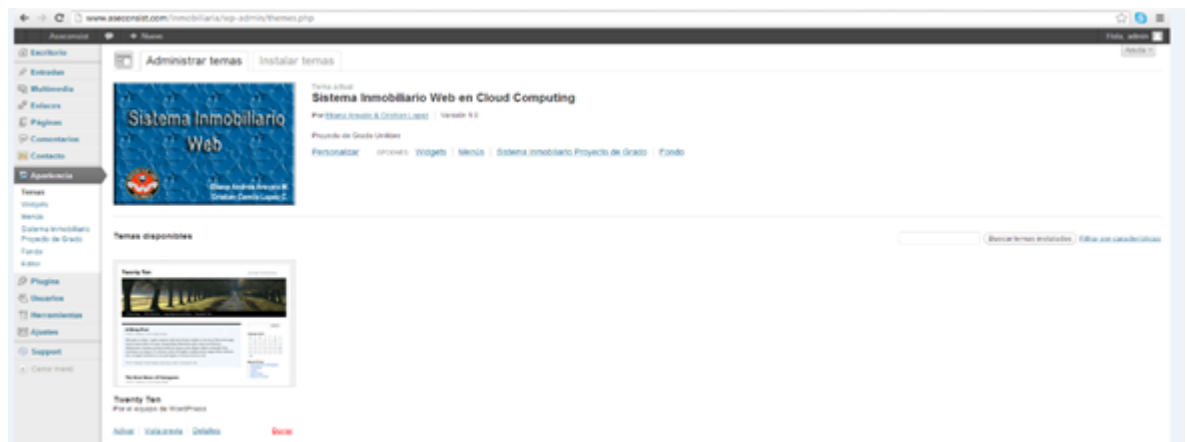 www.aseconsist.com/inmobiliaria/wp-admin/themes.php
Aseconsist + Nuevo Hola, admin
Escritorio
Entradas
Multimedia
Enlaces
Páginas
Comentarios
Contacto
Apariencia
Temas
Widgets
Menús
Sistema Inmobiliario
Proyecto de Grado
Fondo
Editor
Plugins
Usuarios
Herramientas
Ajustes
Support
Cerrar menú
Ayuda
Administrar temas Instalar temas
Sistema Inmobiliario
Web
Tema actual
Sistema Inmobiliario Web en Cloud Computing
Por
Proyecto de Grado
Personalizar OPCIONES: Widgets | Menús | Sistema Inmobiliario Proyecto de Grado | Fondo
Temas disponibles
Buscar temas instalados Filtrar por características
Twenty Ten
Twenty Ten
Por el equipo de WordPress
Activar | Vista previa | Detalles Borrar